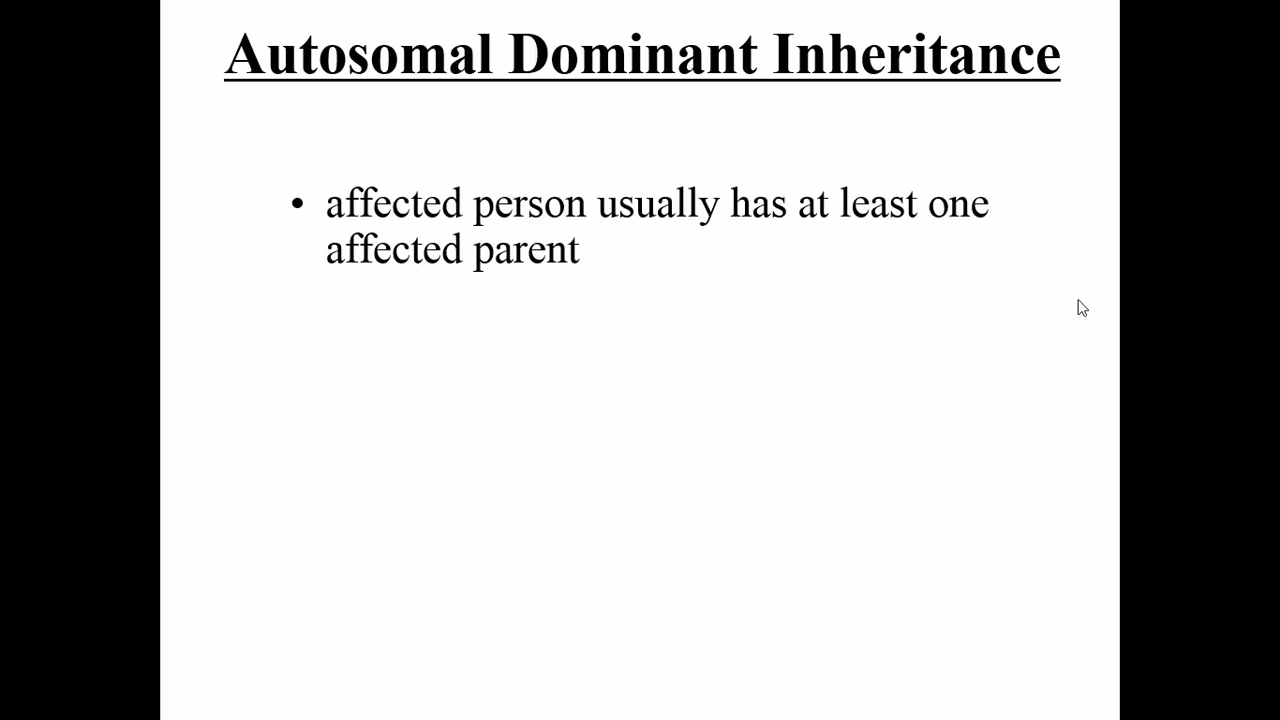 Autosomal Dominant Inheritance
• affected person usually has at least one
affected parent